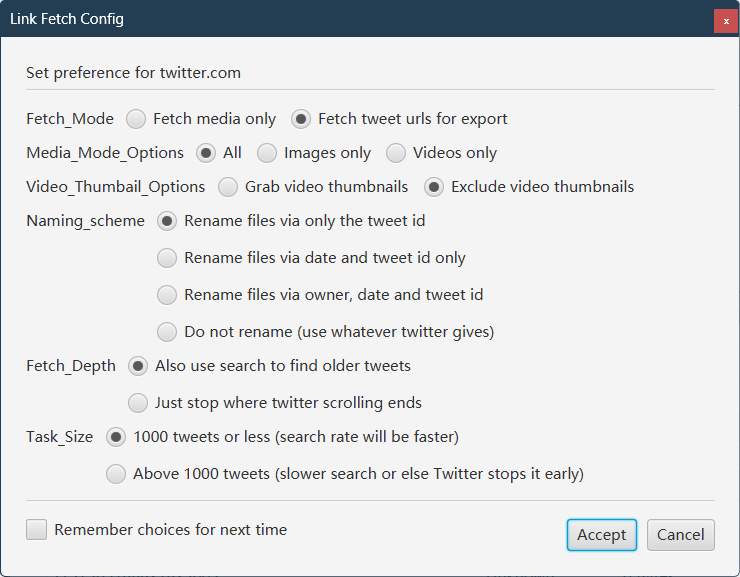 Link Fetch Config
x
Set preference for twitter.com
Fetch_Mode Fetch media only Fetch tweet urls for export
Media_Mode_Options All Images only Videos only
Video_Thumbail_Options Grab video thumbnails Exclude video thumbnails
Naming_scheme Rename files via only the tweet id
Rename files via date and tweet id only
Rename files via owner, date and tweet id
Do not rename (use whatever twitter gives)
Fetch_Depth Also use search to find older tweets
Just stop where twitter scrolling ends
Task_Size 1000 tweets or less (search rate will be faster)
Above 1000 tweets (slower search or else Twitter stops it early)
Remember choices for next time
Accept Cancel